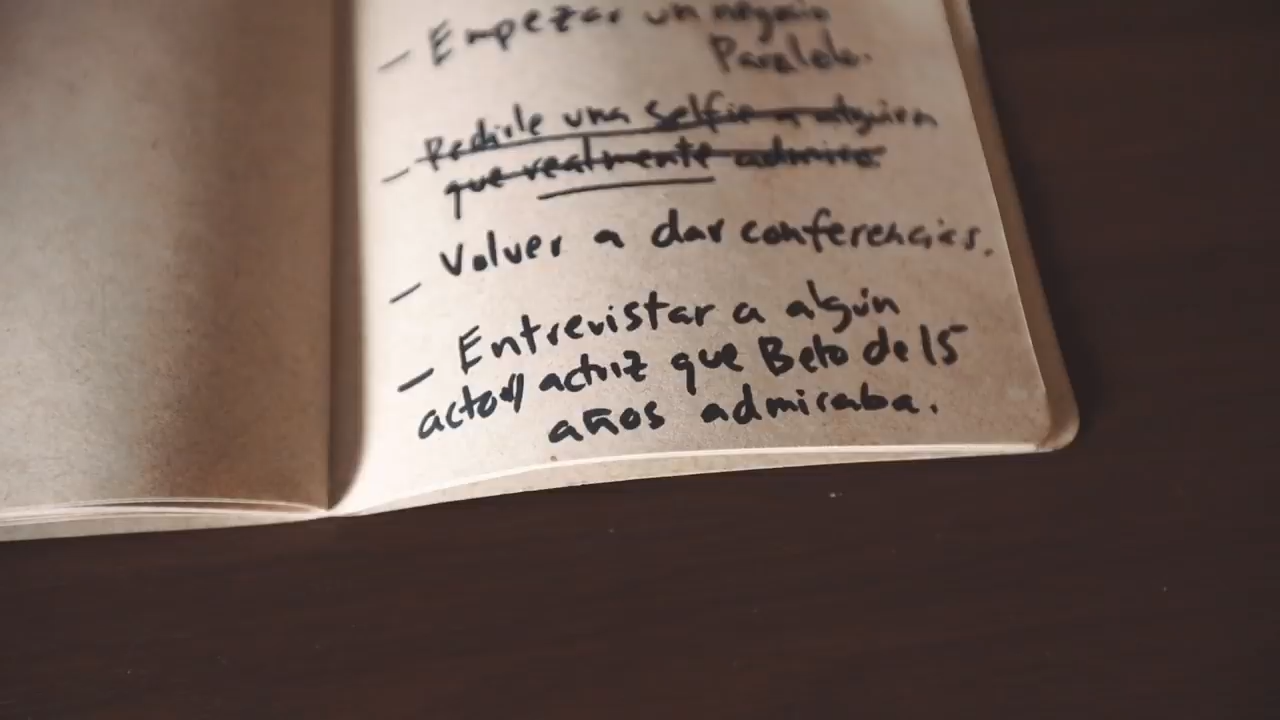 - Empezar un negocio
Paralelo.
- Pedirle una selfie a alguien
que realmente admire
- Volver a dar conferencias.
- Entrevistar a algún
actor/actriz que Beto de 15
años admiraba.